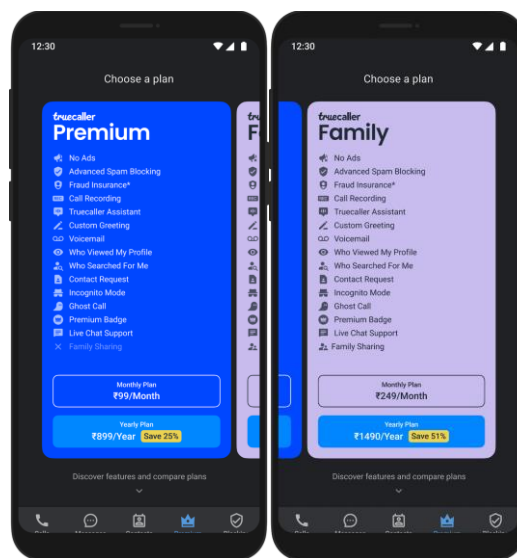 12:30
Choose a plan
truecaller
Premium
No Ads
Advanced Spam Blocking
Fraud Insurance*
Call Recording
Truecaller Assistant
Custom Greeting
Voicemail
Who Viewed My Profile
Who Searched For Me
Contact Request
Incognito Mode
Ghost Call
Premium Badge
Live Chat Support
Family Sharing
Monthly Plan
₹99/Month
Yearly Plan
₹899/Year Save 25%
Discover features and compare plans
12:30
Choose a plan
truecaller
Family
No Ads
Advanced Spam Blocking
Fraud Insurance*
Call Recording
Truecaller Assistant
Custom Greeting
Voicemail
Who Viewed My Profile
Who Searched For Me
Contact Request
Incognito Mode
Ghost Call
Premium Badge
Live Chat Support
Family Sharing
Monthly Plan
₹249/Month
Yearly Plan
₹1490/Year Save 51%
Discover features and compare plans